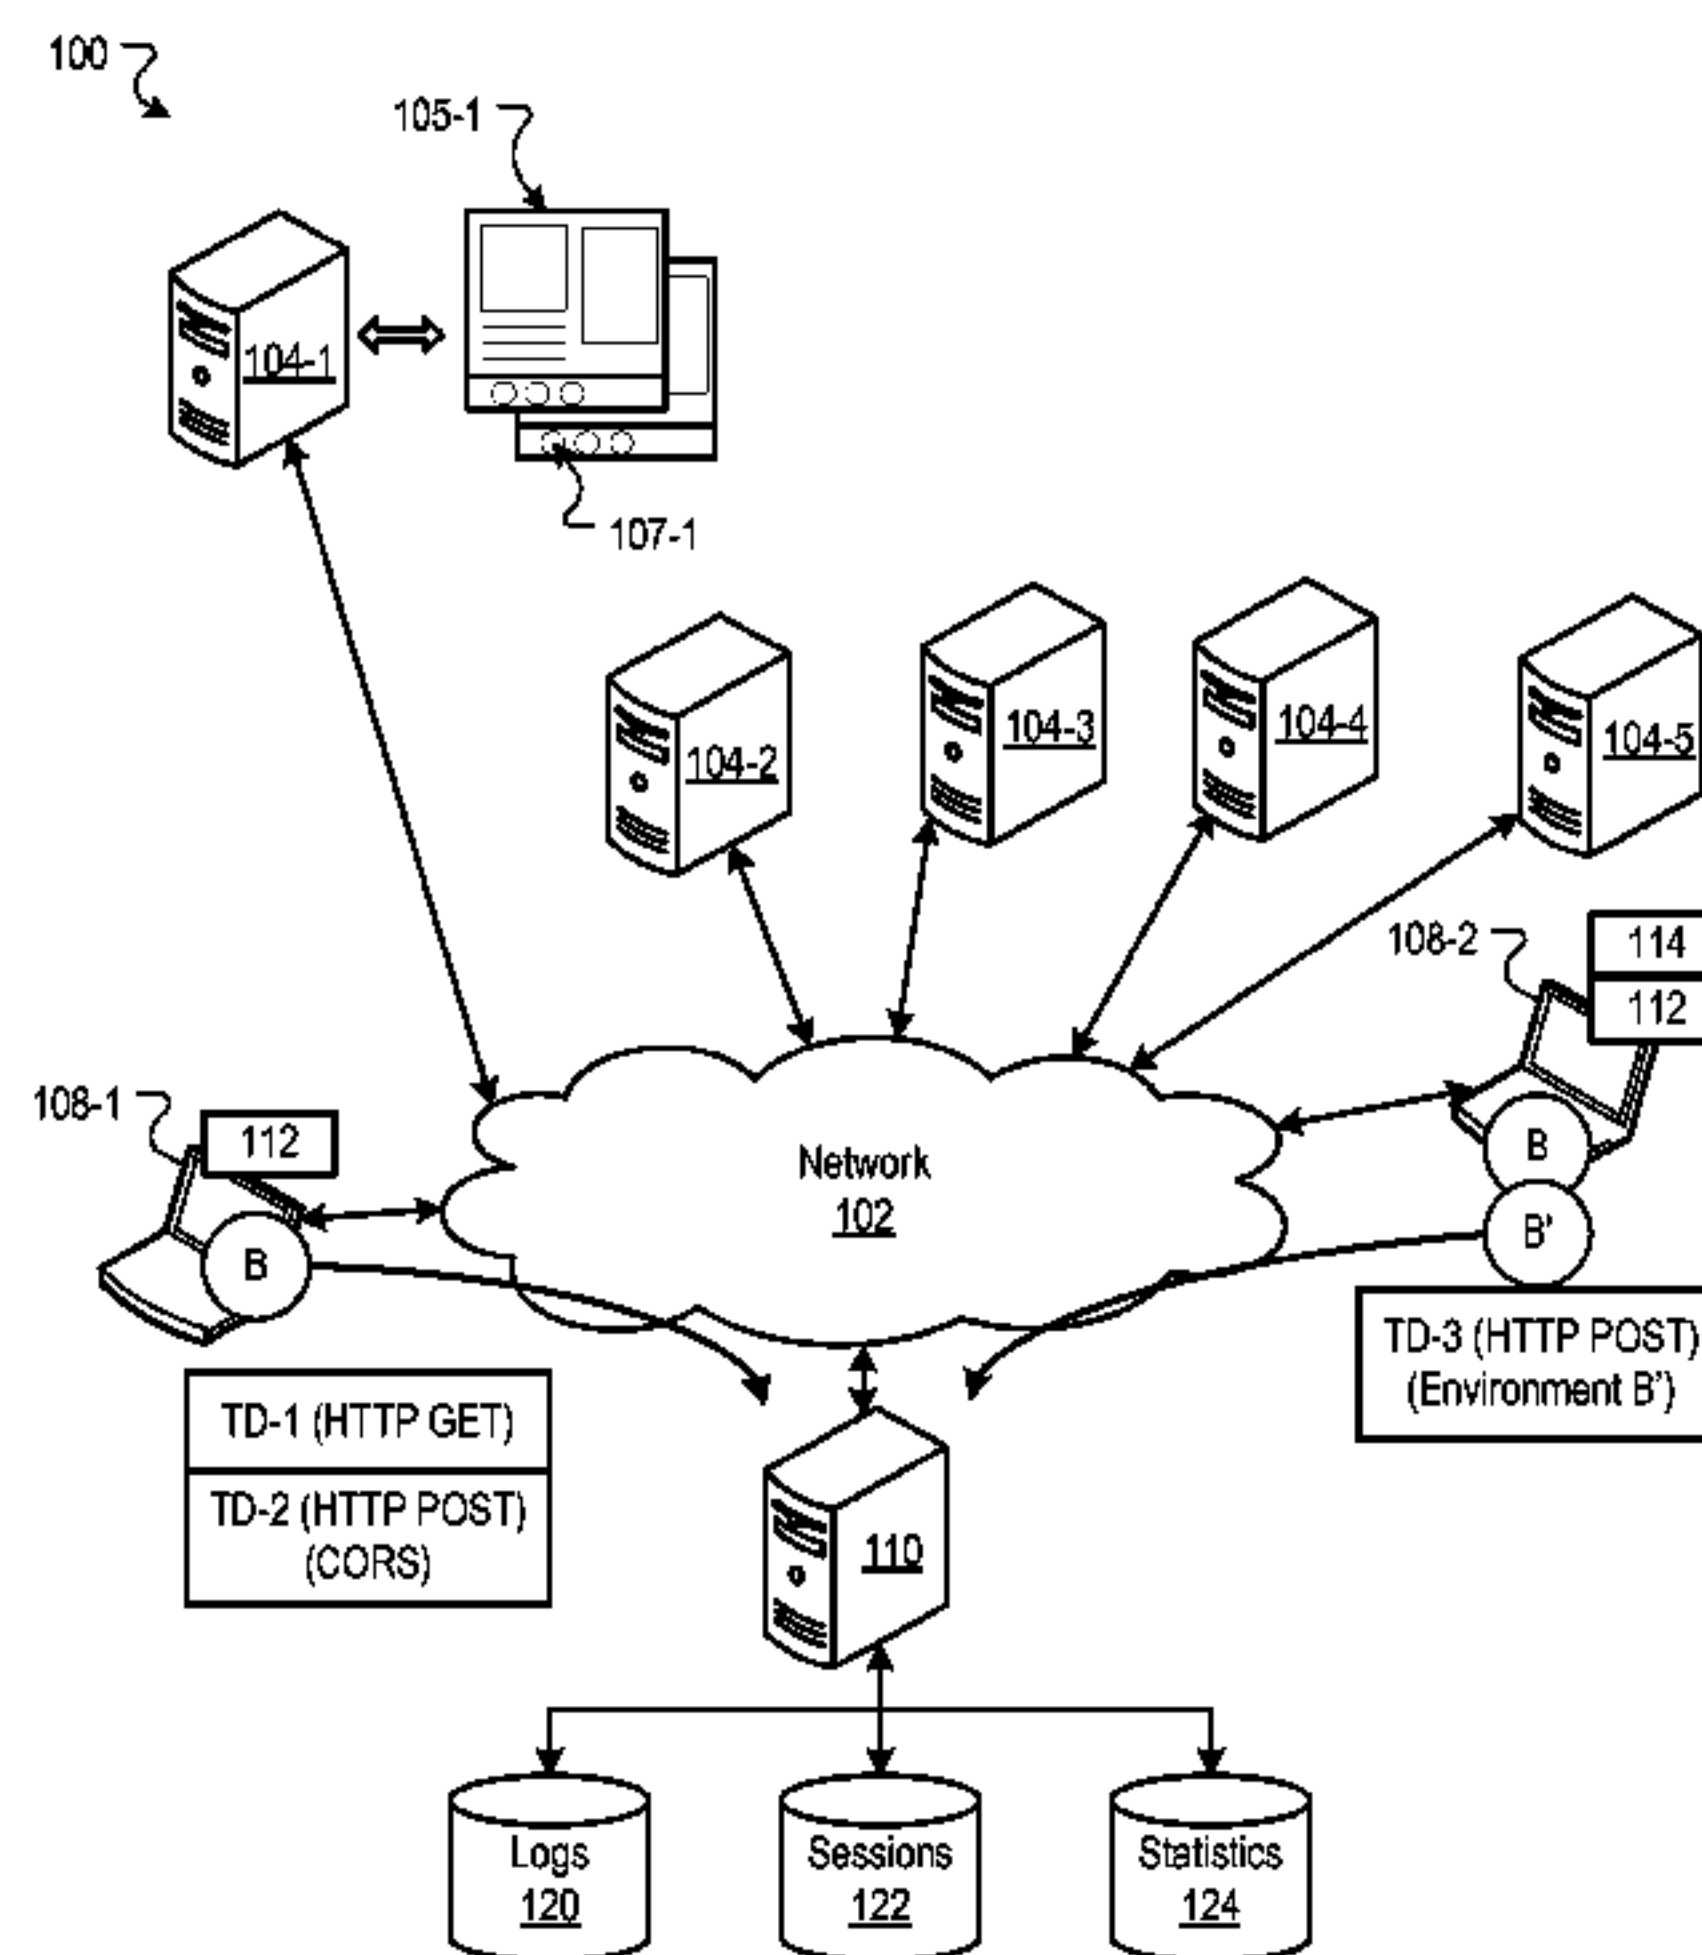 100
105-1
104-1
107-1
104-2
104-3
104-4
104-5
108-2
114
112
108-1
112
Network
102
B
B
B'
TD-1 (HTTP GET)
TD-2 (HTTP POST)
(CORS)
TD-3 (HTTP POST)
(Environment B’)
110
Logs
120
Sessions
122
Statistics
124